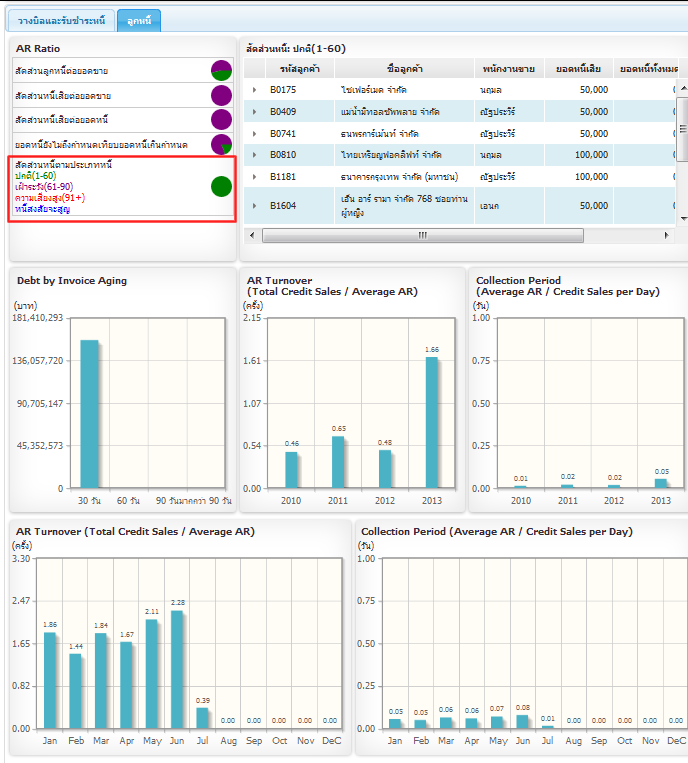 วางบิลและรับชำระหนี้ ลูกหนี้
AR Ratio
สัดส่วนลูกหนี้ต่อยอดขาย
สัดส่วนหนี้เสียต่อยอดขาย
สัดส่วนหนี้เสียต่อยอดหนี้
ยอดหนี้ยังไม่ถึงกำหนดเทียบยอดหนี้เกินกำหนด
สัดส่วนหนี้ตามประเภทหนี้
ปกติ(1-60)
เฝ้าระวัง(61-90)
ความเสี่ยงสูง(91+)
หนี้สงสัยจะสูญ
สัดส่วนหนี้: ปกติ(1-60)
รหัสลูกค้า ชื่อลูกค้า พนักงานขาย ยอดหนี้เสีย ยอดหนี้ทั้งหมด
B0175 ไชเฟอร์เมด จำกัด นฤมล 50,000
B0409 แม่น้ำมีทอลซัพพลาย จำกัด ณัฐประวีร์ 50,000
B0741 ธนพรการ์เม้นท์ จำกัด ณัฐประวีร์ 50,000
B0810 ไทยเหรียญฟอคลิฟท์ จำกัด นฤมล 100,000
B1181 ธนาคารกรุงเทพ จำกัด (มหาชน) ณัฐประวีร์ 100,000
B1604 เฮ็น อาร์ รามา จำกัด 768 ซอยท่าน เอนก 50,000
ผู้หญิง
Debt by Invoice Aging
(บาท)
181,410,293
136,057,720
90,705,147
45,352,573
0
30 วัน 60 วัน 90 วัน มากกว่า 90 วัน
AR Turnover
(Total Credit Sales / Average AR)
(ครั้ง)
2.15
1.61
1.07
0.54
0.00
0.46 0.65 0.48 1.66
2010 2011 2012 2013
Collection Period
(Average AR / Credit Sales per Day)
(วัน)
1.00
0.75
0.50
0.25
0.00
0.01 0.02 0.02 0.05
2010 2011 2012 2013
AR Turnover (Total Credit Sales / Average AR)
(ครั้ง)
3.30
2.47
1.65
0.82
0.00
1.86 1.44 1.84 1.67 2.11 2.28 0.39 0.00 0.00 0.00 0.00 0.00
Jan Feb Mar Apr May Jun Jul Aug Sep Oct Nov DeC
Collection Period (Average AR / Credit Sales per Day)
(วัน)
1.00
0.75
0.50
0.25
0.00
0.05 0.05 0.06 0.06 0.07 0.08 0.01 0.00 0.00 0.00 0.00 0.00
Jan Feb Mar Apr May Jun Jul Aug Sep Oct Nov DeC